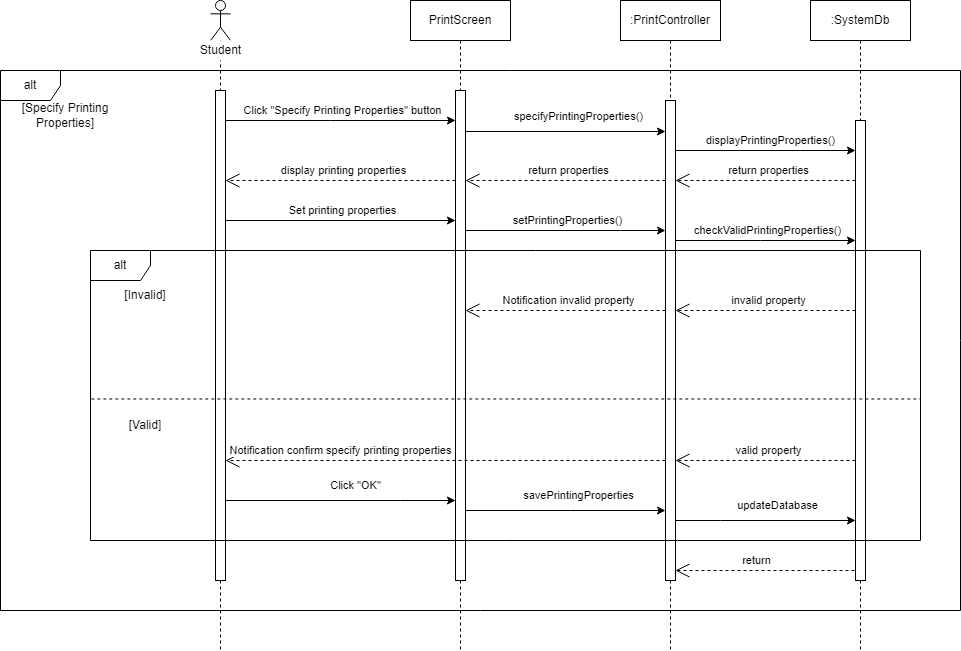 PrintScreen
:PrintController
:SystemDb
Student
alt
[Specify Printing
Properties]
Click "Specify Printing Properties" button
specifyPrintingProperties()
displayPrintingProperties()
display printing properties
return properties
return properties
Set printing properties
setPrintingProperties()
checkValidPrintingProperties()
alt
[Invalid]
Notification invalid property
invalid property
[Valid]
Notification confirm specify printing properties
valid property
Click "OK"
savePrintingProperties
updateDatabase
return